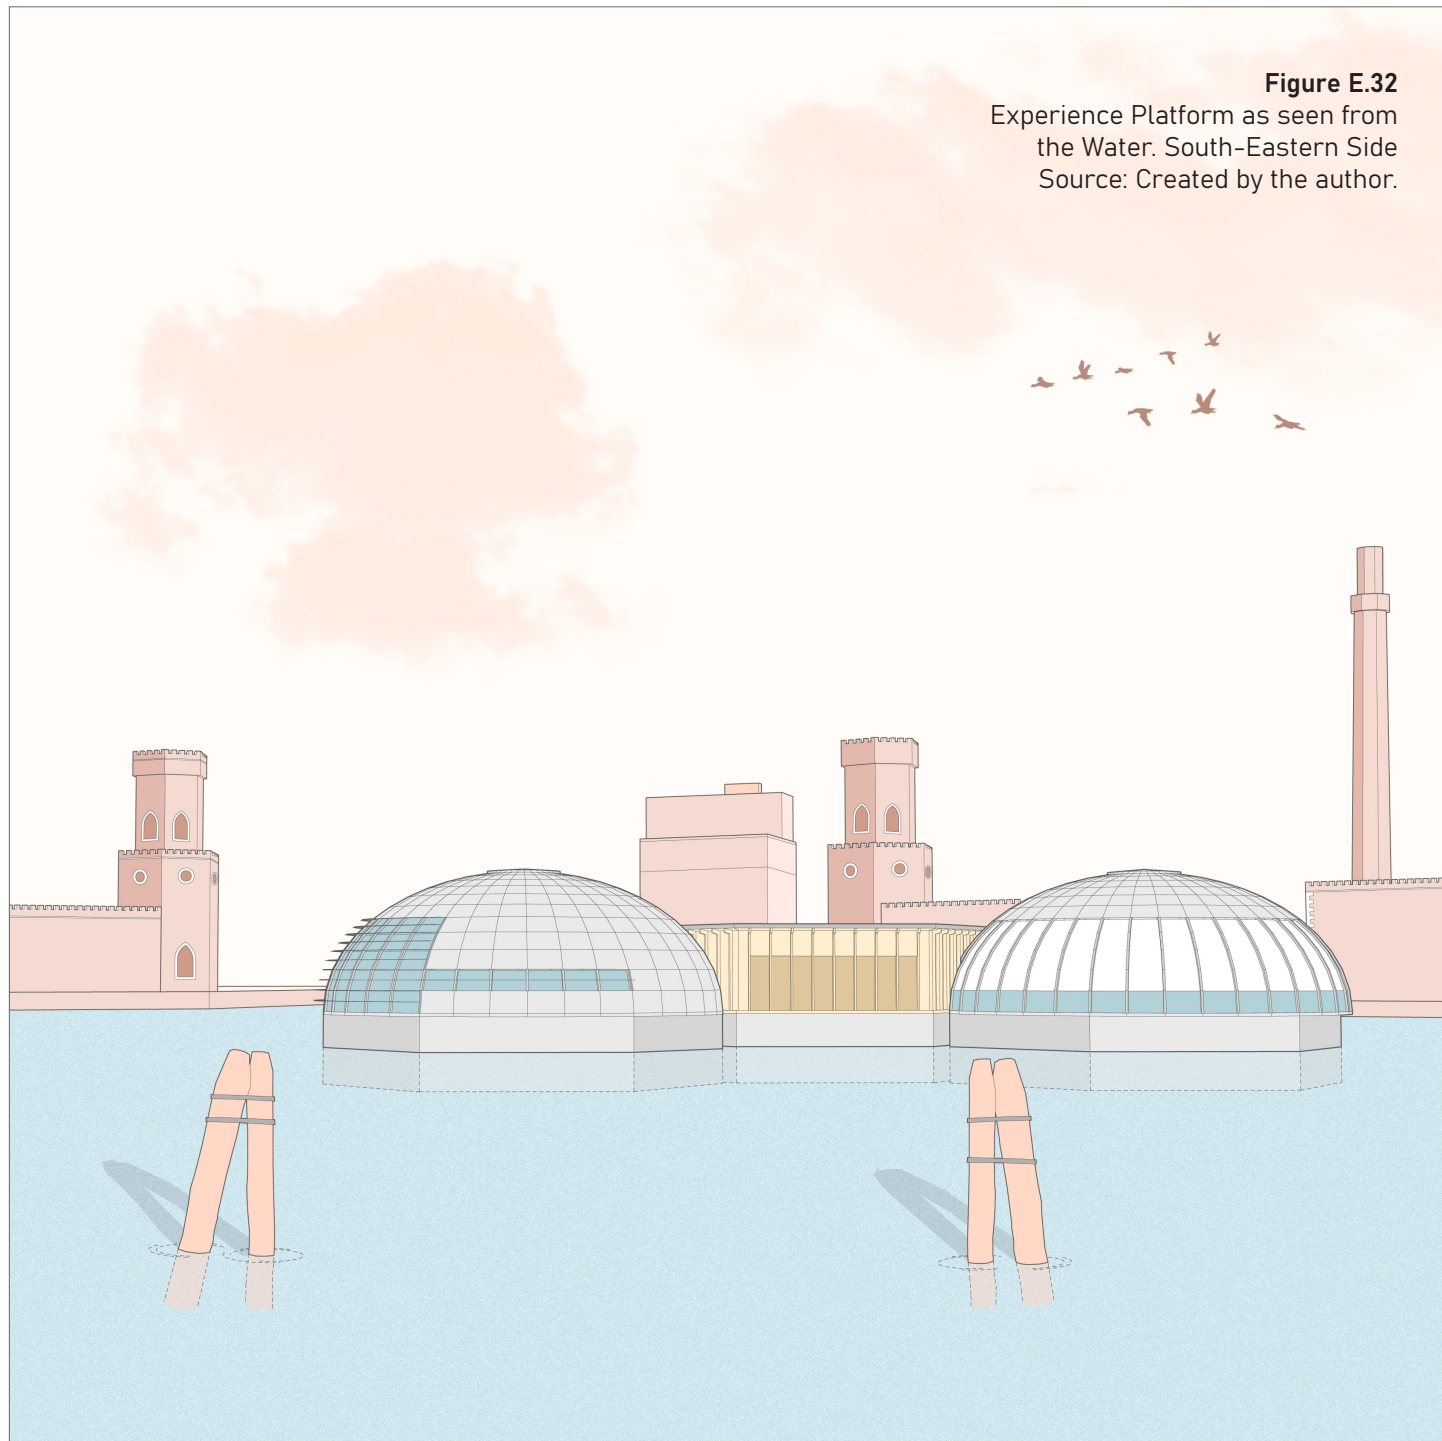 Figure E.32
Experience Platform as seen from
the Water. South-Eastern Side
Source: Created by the author.